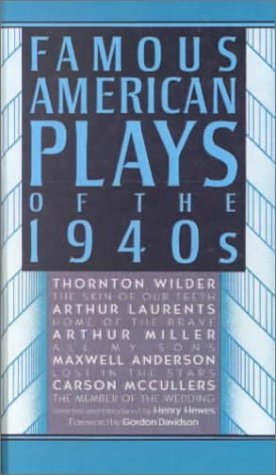 FAMOUS
AMERICAN
PLAYS
OF THE
1940s
THORNTON WILDER
THE SKIN OF OUR TEETH
ARTHUR LAURENTS
HOME OF THE BRAVE
ARTHUR MILLER
ALL MY SONS
MAXWELL ANDERSON
LOST IN THE STARS
CARSON MCCULLERS
THE MEMBER OF THE WEDDING
Selected and introduced by Henry Hewes
Foreword by Gordon Davidson